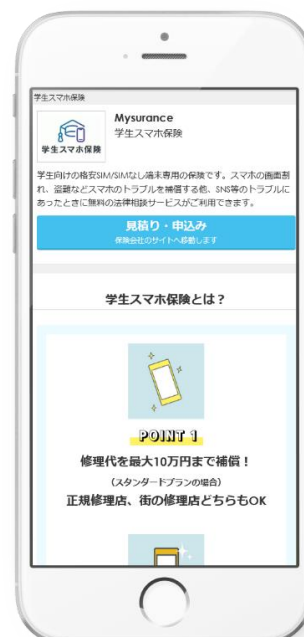 学生スマホ保険
学生スマホ保険
Mysurance
学生スマホ保険
学生向けの格安SIM/SIMなし端末専用の保険です。スマホの画面割
れ、盗難などスマホのトラブルを補償する他、SNS等のトラブルに
あったときに無料の法律相談サービスがご利用できます。
見積り・申込み
保険会社のサイトへ移動します
学生スマホ保険とは？
POINT 1
修理代を最大10万円まで補償！
(スタンダードプランの場合)
正規修理店、街の修理店どちらもOK